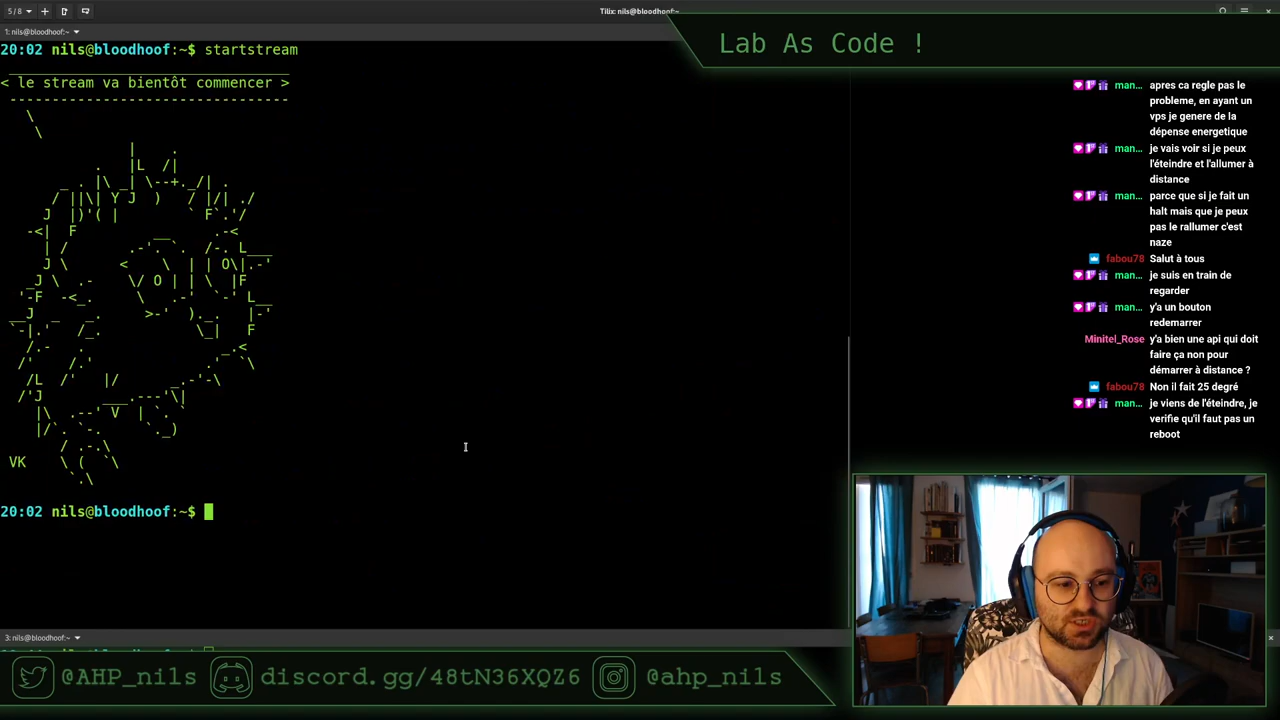 5/8
Tilix: nils@bloodhoof:~
1: nils@bloodhoof:~
Lab As Code !
20:02 nils@bloodhoof:~$ startstream
< le stream va bientôt commencer >
VK
20:02 nils@bloodhoof:~$
man... apres ca regle pas le
probleme, en ayant un
vps je genere de la
dépense energetique
man... je vais voir si je peux
l'éteindre et l'allumer à
distance
man... parce que si je fait un
halt mais que je peux
pas le rallumer c'est
naze
fabou78 Salut à tous
man... je suis en train de
regarder
man... y'a un bouton
redemarrer
Minitel_Rose y'a bien une api qui doit
faire ça non pour
démarrer à distance ?
fabou78 Non il fait 25 degré
man... je viens de l'éteindre, je
verifie qu'il faut pas un
reboot
3: nils@bloodhoof:~
@AHP_nils discord.gg/48tN36XQZ6 @ahp_nils